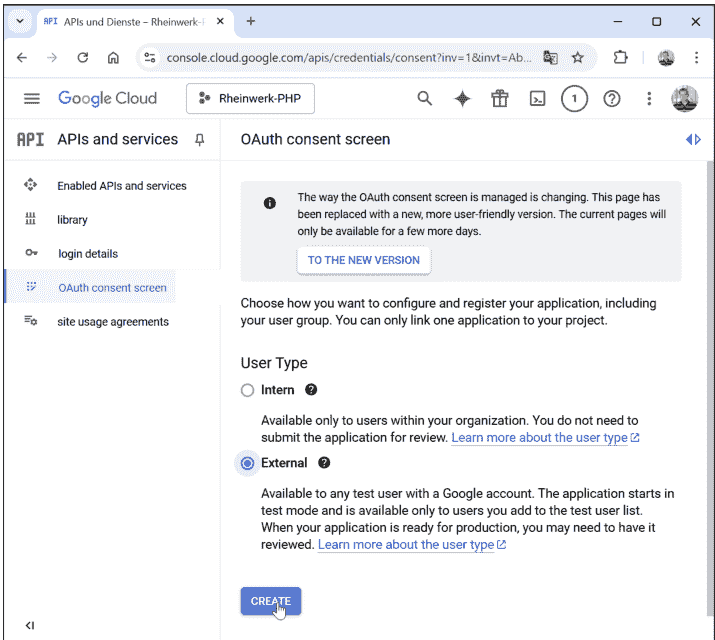 API APIs und Dienste – Rheinwerk-
console.cloud.google.com/apis/credentials/consent?inv=1&invt=Ab...
Google Cloud Rheinwerk-PHP 1
API APIs and services
OAuth consent screen
Enabled APIs and services
library
login details
OAuth consent screen
site usage agreements
The way the OAuth consent screen is managed is changing. This page has
been replaced with a new, more user-friendly version. The current pages will
only be available for a few more days.
TO THE NEW VERSION
Choose how you want to configure and register your application, including
your user group. You can only link one application to your project.
User Type
Intern
Available only to users within your organization. You do not need to
submit the application for review. Learn more about the user type
External
Available to any test user with a Google account. The application starts in
test mode and is available only to users you add to the test user list.
When your application is ready for production, you may need to have it
reviewed. Learn more about the user type
CREATE